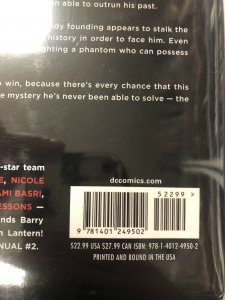 en able to outrun his past.
dy founding appears to stalk the
history in order to face him. Even
ghting a phantom who can possess
o win, because there's every chance that this
e mystery he's never been able to solve — the
-star team
E, NICOLE
AMI BASRI,
ESSONS —
nds Barry
n Lantern!
NUAL #2.
dccomics.com
52299>
9 781401 249502
$22.99 USA $27.99 CAN ISBN: 978-1-4012-4950-2
PRINTED AND BOUND IN THE USA